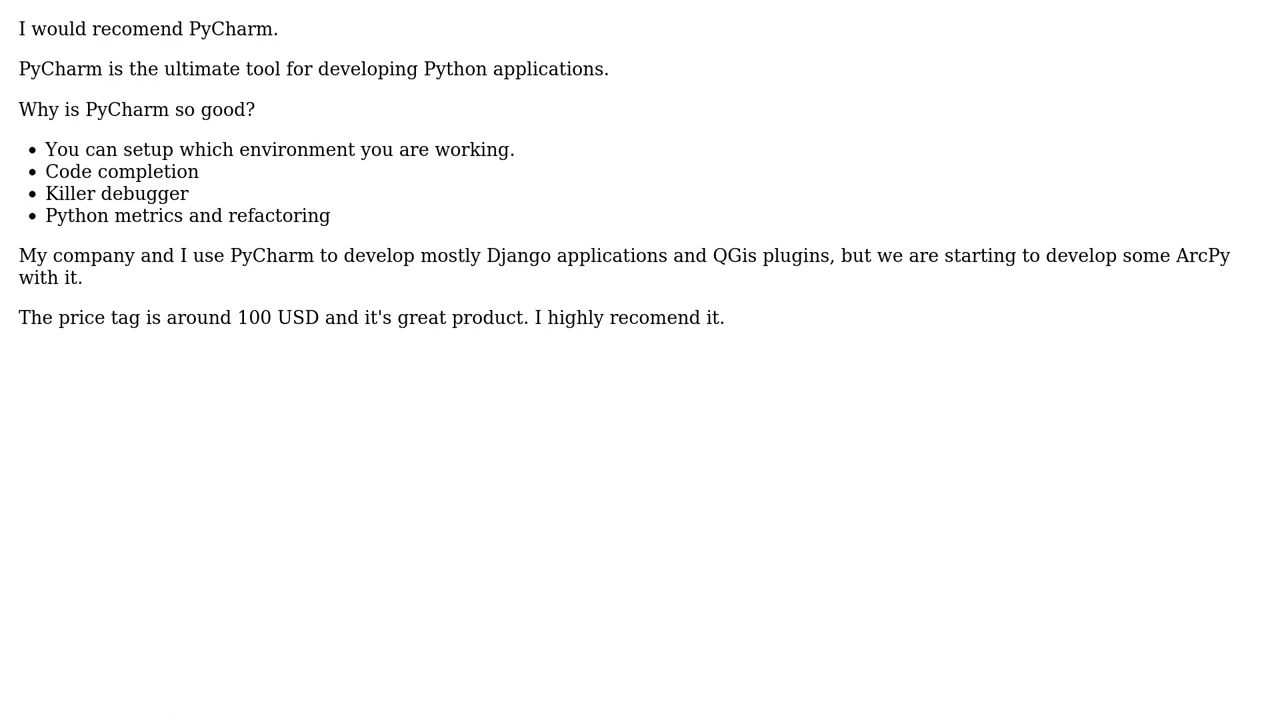 I would recomend PyCharm.
PyCharm is the ultimate tool for developing Python applications.
Why is PyCharm so good?
• You can setup which environment you are working.
• Code completion
• Killer debugger
• Python metrics and refactoring
My company and I use PyCharm to develop mostly Django applications and QGis plugins, but we are starting to develop some ArcPy
with it.
The price tag is around 100 USD and it's great product. I highly recomend it.